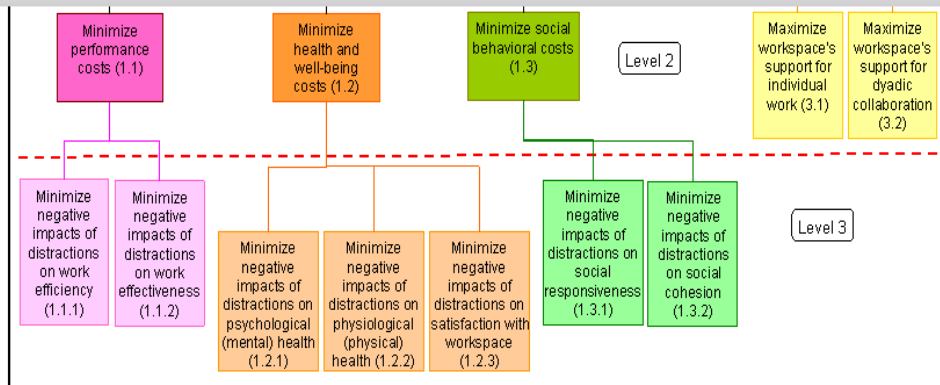 Minimize
performance
costs (1.1)
Minimize
health and
well-being
costs (1.2)
Minimize social
behavioral costs
(1.3)
Level 2
Maximize
workspace's
support for
individual
work (3.1)
Maximize
workspace's
support for
dyadic
collaboration
(3.2)
Minimize
negative
impacts of
distractions
on work
efficiency
(1.1.1)
Minimize
negative
impacts of
distractions
on work
effectiveness
(1.1.2)
Minimize
negative
impacts of
distractions on
psychological
(mental) health
(1.2.1)
Minimize
negative
impacts of
distractions on
physiological
(physical)
health (1.2.2)
Minimize
negative
impacts of
distractions on
satisfaction with
workspace
(1.2.3)
Minimize
negative
impacts of
distractions on
social
responsiveness
(1.3.1)
Minimize
negative
impacts of
distractions
on social
cohesion
(1.3.2)
Level 3